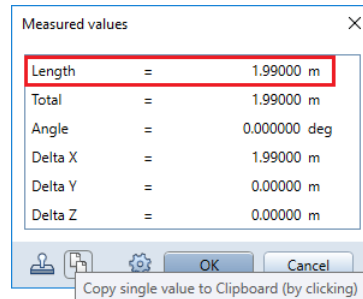 Measured values
Length = 1.99000 m
Total = 1.99000 m
Angle = 0.000000 deg
Delta X = 1.99000 m
Delta Y = 0.00000 m
Delta Z = 0.00000 m
OK Cancel
Copy single value to Clipboard (by clicking)